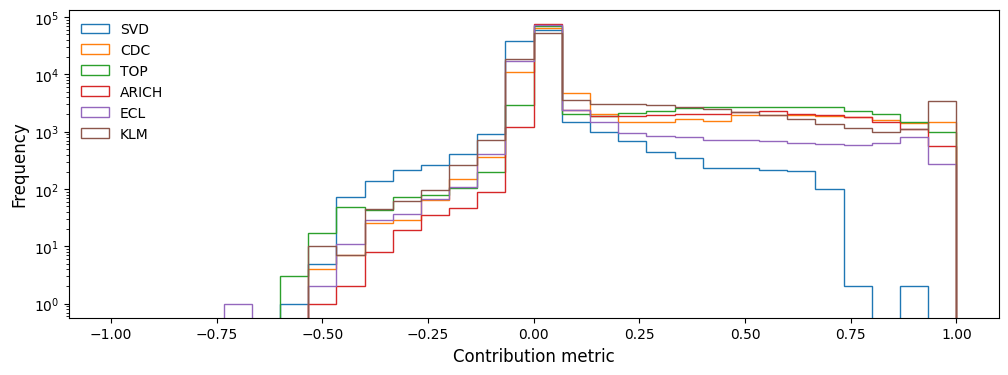 10⁵
10⁴
10³
10²
10¹
10⁰
Frequency
SVD
CDC
TOP
ARICH
ECL
KLM
−1.00 −0.75 −0.50 −0.25 0.00 0.25 0.50 0.75 1.00
Contribution metric